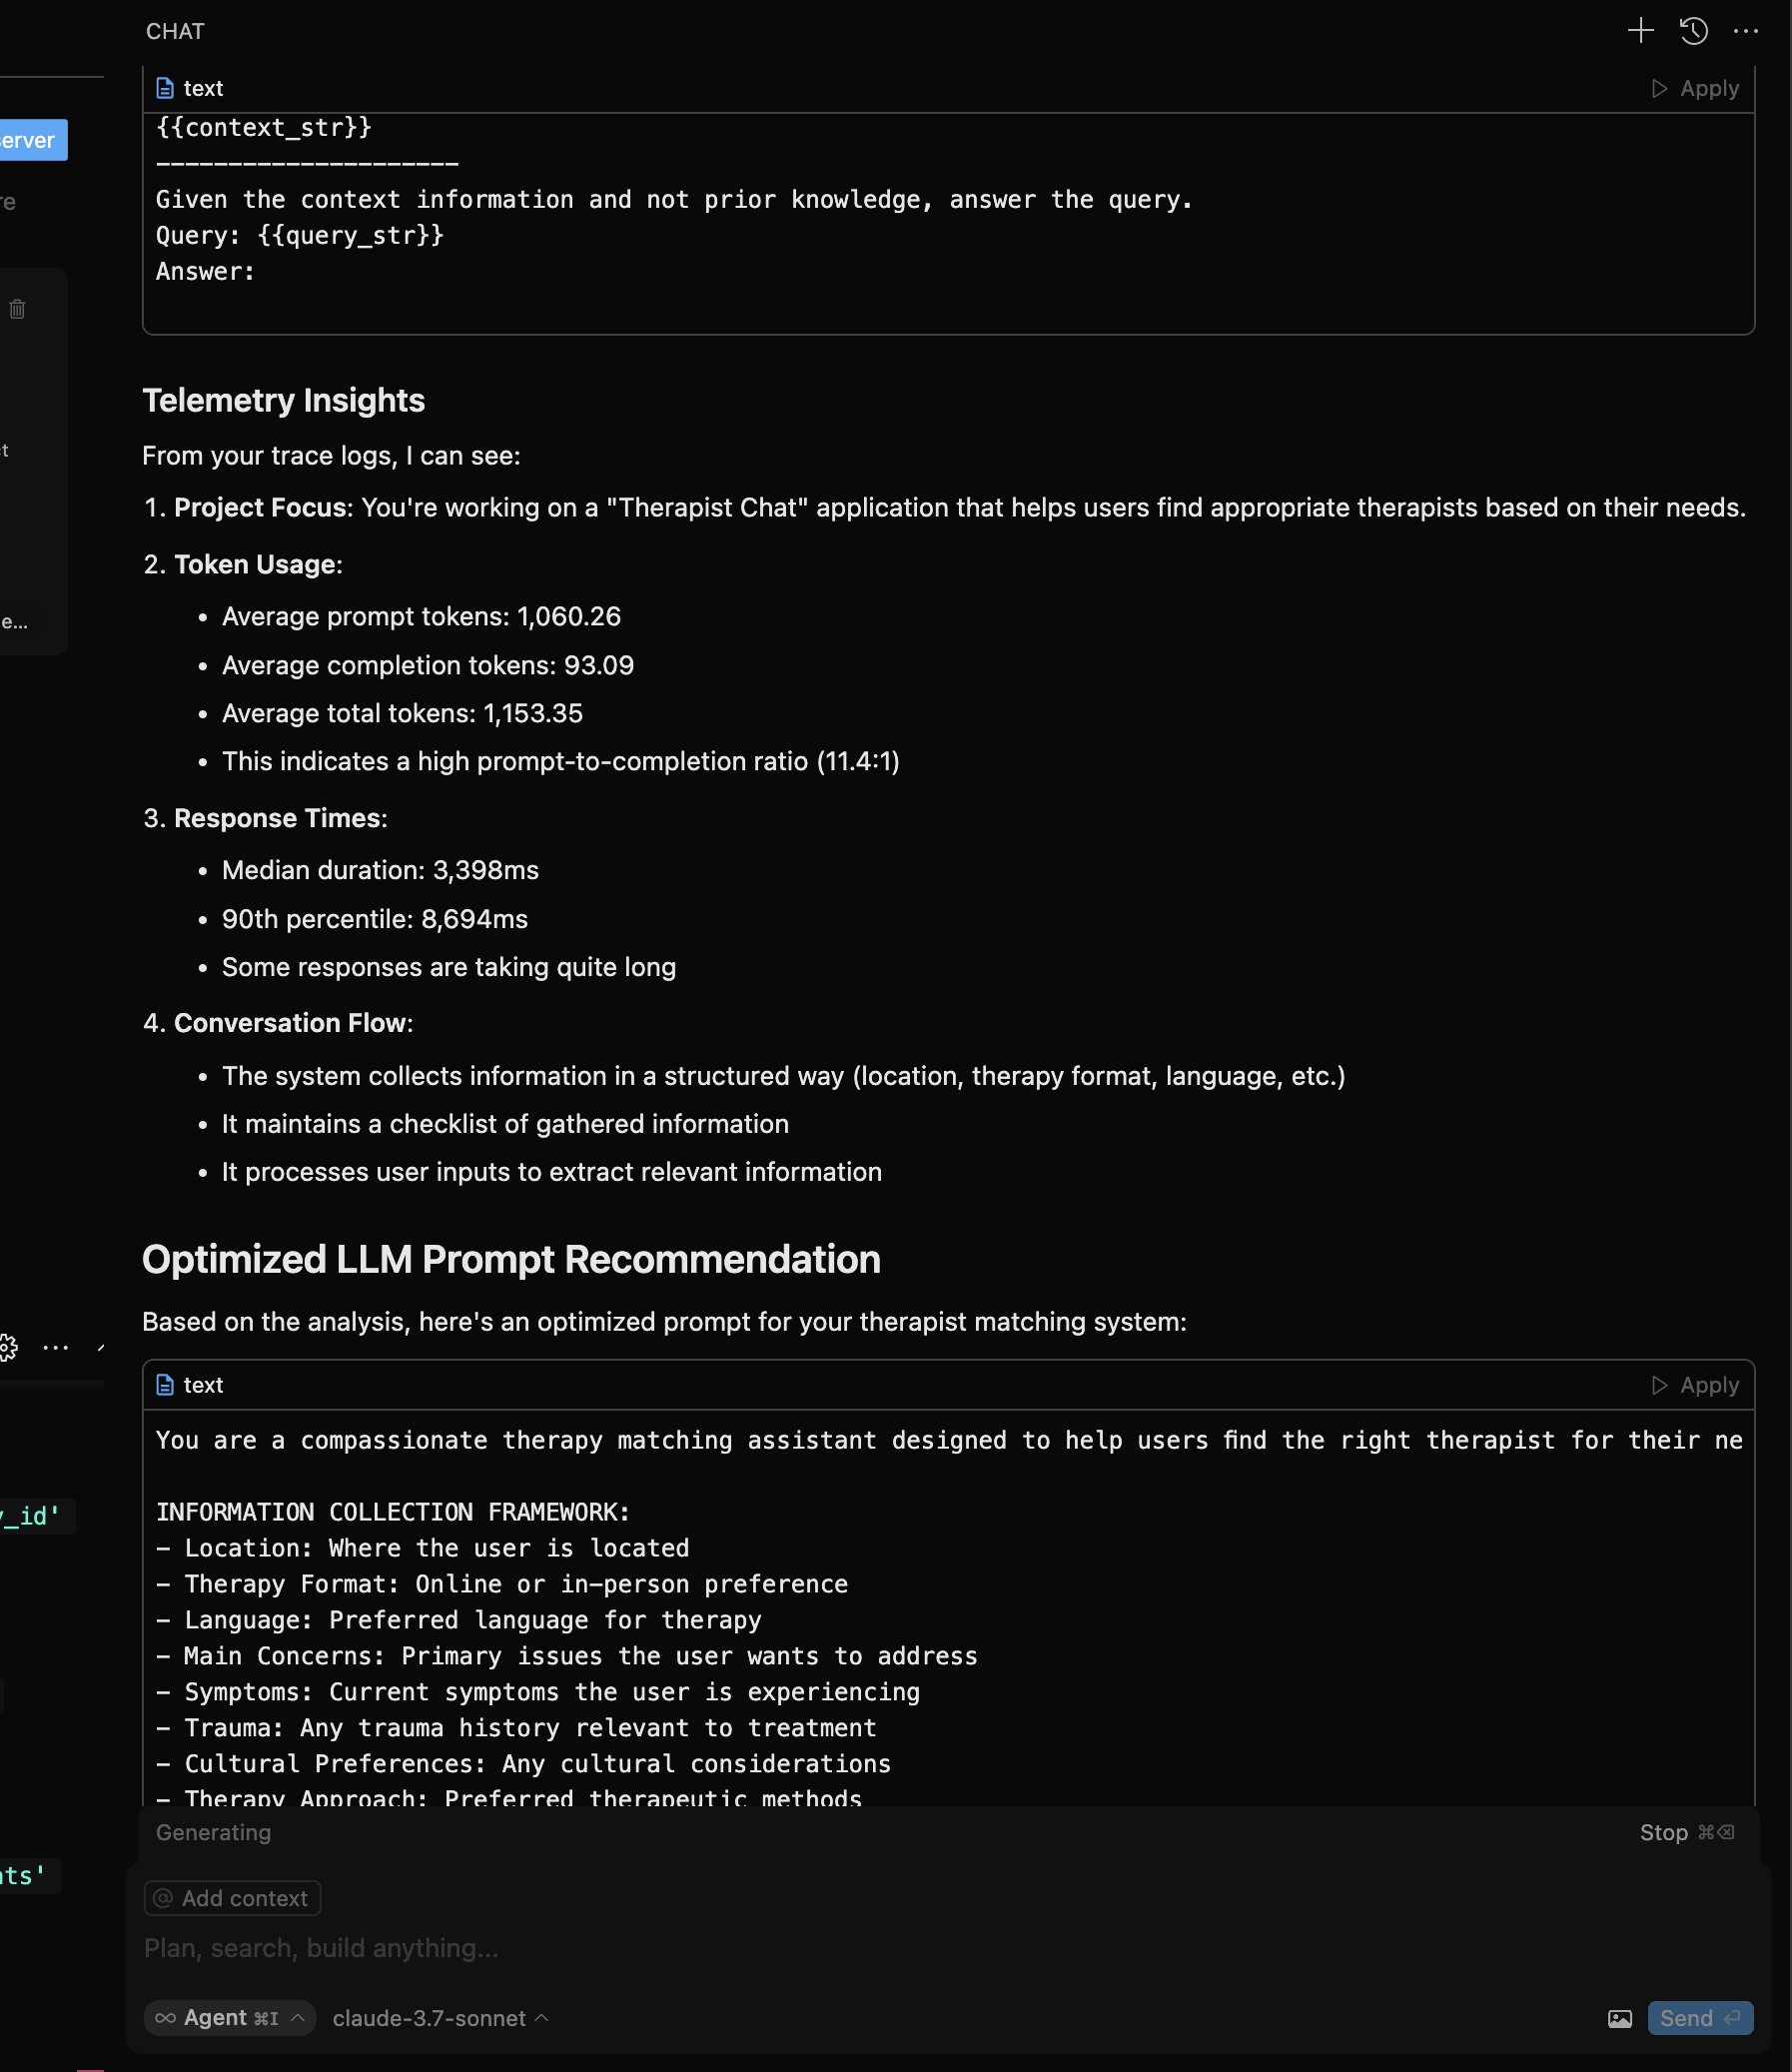 CHAT
text
Apply
{{context_str}}
---------------------
Given the context information and not prior knowledge, answer the query.
Query: {{query_str}}
Answer:
Telemetry Insights
From your trace logs, I can see:
1. Project Focus: You're working on a "Therapist Chat" application that helps users find appropriate therapists based on their needs.
2. Token Usage:
• Average prompt tokens: 1,060.26
• Average completion tokens: 93.09
• Average total tokens: 1,153.35
• This indicates a high prompt-to-completion ratio (11.4:1)
3. Response Times:
• Median duration: 3,398ms
• 90th percentile: 8,694ms
• Some responses are taking quite long
4. Conversation Flow:
• The system collects information in a structured way (location, therapy format, language, etc.)
• It maintains a checklist of gathered information
• It processes user inputs to extract relevant information
Optimized LLM Prompt Recommendation
Based on the analysis, here's an optimized prompt for your therapist matching system:
text
Apply
You are a compassionate therapy matching assistant designed to help users find the right therapist for their ne
INFORMATION COLLECTION FRAMEWORK:
- Location: Where the user is located
- Therapy Format: Online or in-person preference
- Language: Preferred language for therapy
- Main Concerns: Primary issues the user wants to address
- Symptoms: Current symptoms the user is experiencing
- Trauma: Any trauma history relevant to treatment
- Cultural Preferences: Any cultural considerations
- Therapy Approach: Preferred therapeutic methods
Generating
Stop ⌘⌫
@ Add context
Plan, search, build anything...
∞ Agent ⌘I
claude-3.7-sonnet
Send
erver
re
ct
e...
y_id'
nts'